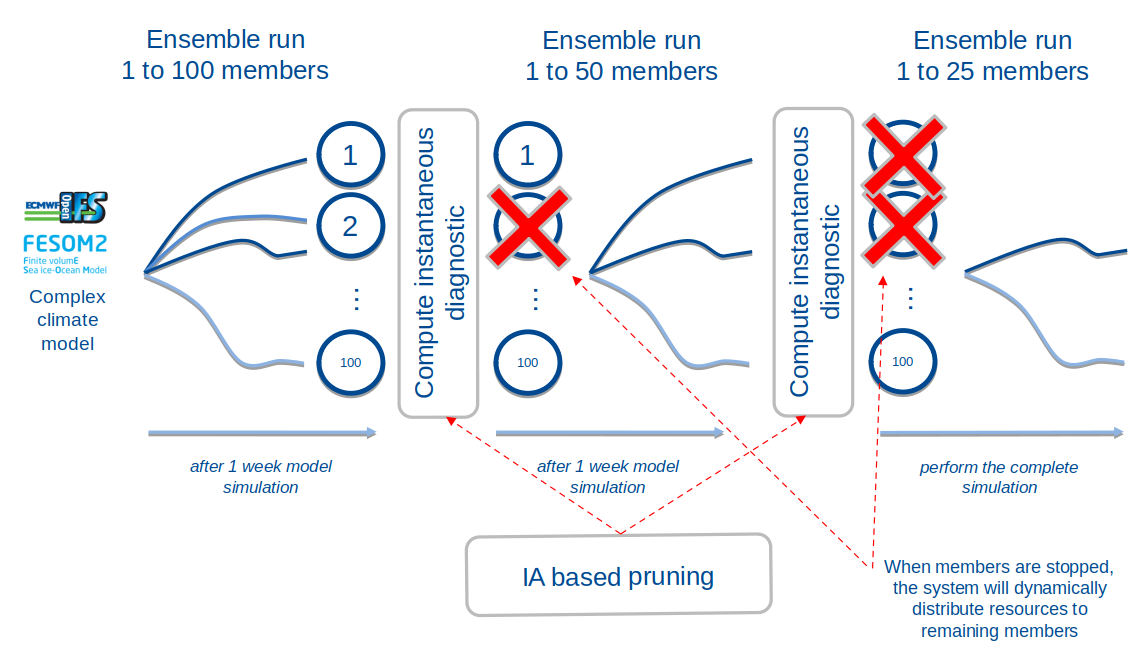 Ensemble run
1 to 100 members
Ensemble run
1 to 50 members
Ensemble run
1 to 25 members
ECMWF
Open
IFS
FESOM2
Finite volumE
Sea ice-Ocean Model
Complex
climate
model
1
2
...
100
Compute instantaneous
diagnostic
1
...
100
Compute instantaneous
diagnostic
...
100
after 1 week model
simulation
after 1 week model
simulation
perform the complete
simulation
IA based pruning
When members are stopped,
the system will dynamically
distribute resources to
remaining members